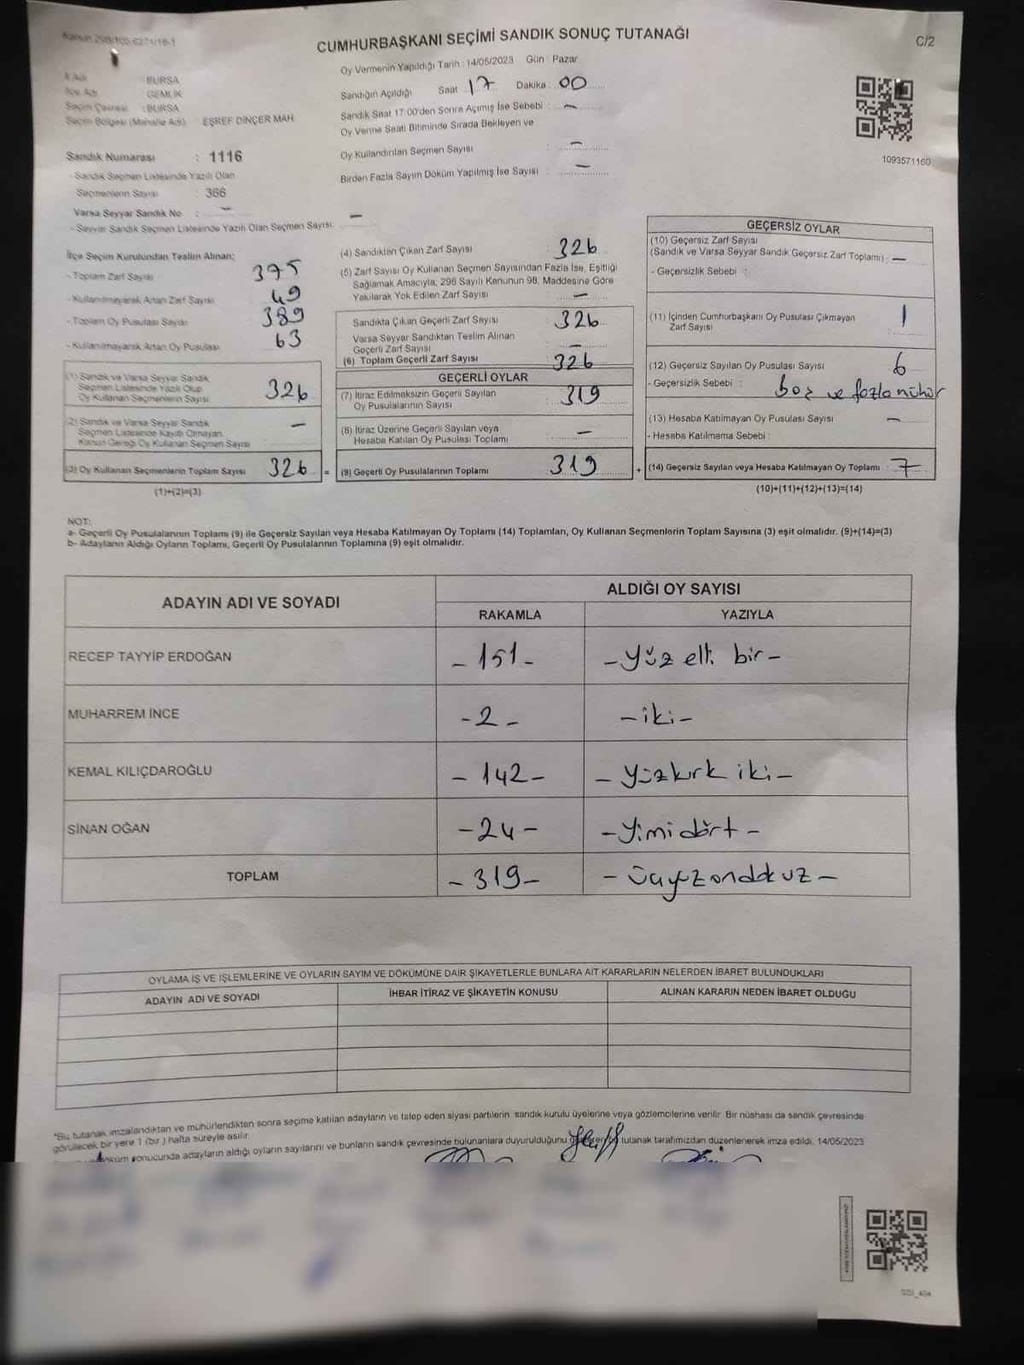 CUMHURBAŞKANI SEÇİMİ SANDIK SONUÇ TUTANAĞI
C/2
Oy Vermenin Yapıldığı Tarih : 14/05/2023 Gün : Pazar
Sandığın Açıldığı Saat 17 Dakika 00
Sandık Saat 17.00'den Sonra Açılmış İse Sebebi : —
Oy Verme Saati Bitiminde Sırada Bekleyen ve
Oy Kullandırılan Seçmen Sayısı : —
Birden Fazla Sayım Döküm Yapılmış İse Sayısı : —
İl Adı : BURSA
İlçe Adı : GEMLİK
Seçim Çevresi : BURSA
Seçim Bölgesi (Mahalle Adı) : EŞREF DİNÇER MAH
Sandık Numarası : 1116
- Sandık Seçmen Listesinde Yazılı Olan
Seçmenlerin Sayısı : 366
Varsa Seyyar Sandık No : —
- Seyyar Sandık Seçmen Listesinde Yazılı Olan Seçmen Sayısı: —
1093571160
İlçe Seçim Kurulundan Teslim Alınan;
- Toplam Zarf Sayısı 375
- Kullanılmayarak Artan Zarf Sayısı 49
- Toplam Oy Pusulası Sayısı 389
- Kullanılmayarak Artan Oy Pusulası 63
(1) Sandık ve Varsa Seyyar Sandık
Seçmen Listesinde Yazılı Olup
Oy Kullanan Seçmenlerin Sayısı 326
(2) Sandık ve Varsa Seyyar Sandık
Seçmen Listesinde Kayıtlı Olmayan
Kanun Gereği Oy Kullanan Seçmen Sayısı —
(3) Oy Kullanan Seçmenlerin Toplam Sayısı 326 =
(1)+(2)=(3)
(4) Sandıktan Çıkan Zarf Sayısı 326
(5) Zarf Sayısı Oy Kullanan Seçmen Sayısından Fazla İse, Eşitliği
Sağlamak Amacıyla, 298 Sayılı Kanunun 98. Maddesine Göre
Yakılarak Yok Edilen Zarf Sayısı —
Sandıkta Çıkan Geçerli Zarf Sayısı : 326
Varsa Seyyar Sandıktan Teslim Alınan
Geçerli Zarf Sayısı : —
(6) Toplam Geçerli Zarf Sayısı : 326
GEÇERLİ OYLAR
(7) İtiraz Edilmeksizin Geçerli Sayılan
Oy Pusulalarının Sayısı : 319
(8) İtiraz Üzerine Geçerli Sayılan veya
Hesaba Katılan Oy Pusulası Toplamı : —
(9) Geçerli Oy Pusulalarının Toplamı : 319 +
GEÇERSİZ OYLAR
(10) Geçersiz Zarf Sayısı
(Sandık ve Varsa Seyyar Sandık Geçersiz Zarf Toplamı) : —
- Geçersizlik Sebebi :
(11) İçinden Cumhurbaşkanı Oy Pusulası Çıkmayan
Zarf Sayısı : 1
(12) Geçersiz Sayılan Oy Pusulası Sayısı : 6
- Geçersizlik Sebebi : boş ve fazla mühür
(13) Hesaba Katılmayan Oy Pusulası Sayısı : —
- Hesaba Katılmama Sebebi :
(14) Geçersiz Sayılan veya Hesaba Katılmayan Oy Toplamı : 7
(10)+(11)+(12)+(13)=(14)
NOT:
a- Geçerli Oy Pusulalarının Toplamı (9) ile Geçersiz Sayılan veya Hesaba Katılmayan Oy Toplamı (14) Toplamları, Oy Kullanan Seçmenlerin Toplam Sayısına (3) eşit olmalıdır. (9)+(14)=(3)
b- Adayların Aldığı Oyların Toplamı, Geçerli Oy Pusulalarının Toplamına (9) eşit olmalıdır.
ADAYIN ADI VE SOYADI ALDIĞI OY SAYISI
RAKAMLA YAZIYLA
RECEP TAYYİP ERDOĞAN - 151 - - Yüz elli bir -
MUHARREM İNCE - 2 - - iki -
KEMAL KILIÇDAROĞLU - 142 - - Yüzkırk iki -
SİNAN OĞAN - 24 - - Yimi dört -
TOPLAM - 319 - - Üçyüzondokuz -
OYLAMA İŞ VE İŞLEMLERİNE VE OYLARIN SAYIM VE DÖKÜMÜNE DAİR ŞİKAYETLERLE BUNLARA AİT KARARLARIN NELERDEN İBARET BULUNDUKLARI
ADAYIN ADI VE SOYADI İHBAR İTİRAZ VE ŞİKAYETİN KONUSU ALINAN KARARIN NEDEN İBARET OLDUĞU
*Bu tutanak imzalandıktan ve mühürlendikten sonra seçime katılan adayların ve talep eden siyasi partilerin, sandık kurulu üyelerine veya gözlemcilerine verilir. Bir nüshası da sandık çevresinde
görülecek bir yere 1 (bir ) hafta süreyle asılır.
sonucunda adayların aldığı oyların sayılarını ve bunların sandık çevresinde bulunanlara duyurulduğunu tutanak tarafımızdan düzenlenerek imza edildi. 14/05/2023